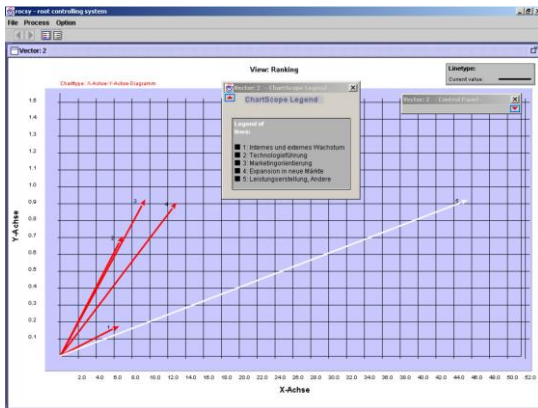 rocsy - root controlling system
File Process Option
Vector: 2
View: Ranking
Linetype:
Current value:
Charttype: X-Achse-Y-Achse Diagramm
Vector: 2 - ChartScope Legend
ChartScope Legend
Legend of
lines:
1: Internes und externes Wachstum
2: Technologieführung
3: Marketingorientierung
4: Expansion in neue Märkte
5: Leistungserstellung, Andere
Vector: 2 - Control Panel
Y-Achse
1.5
1.4
1.3
1.2
1.1
1.0
0.9
0.8
0.7
0.6
0.5
0.4
0.3
0.2
0.1
3
4
5
2
1
2.0 4.0 6.0 8.0 10.0 12.0 14.0 16.0 18.0 20.0 22.0 24.0 26.0 28.0 30.0 32.0 34.0 36.0 38.0 40.0 42.0 44.0 46.0 48.0 50.0 52.0
X-Achse